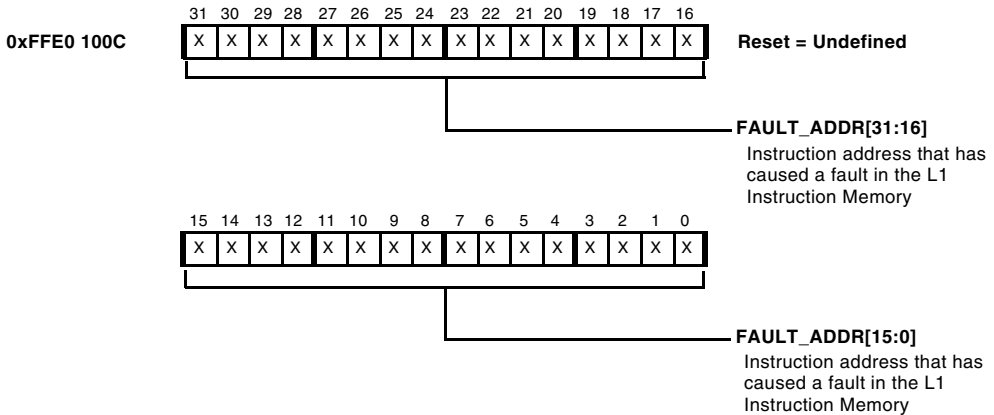 31 30 29 28 27 26 25 24 23 22 21 20 19 18 17 16
0xFFE0 100C X X X X X X X X X X X X X X X X Reset = Undefined
FAULT_ADDR[31:16]
Instruction address that has
caused a fault in the L1
Instruction Memory
15 14 13 12 11 10 9 8 7 6 5 4 3 2 1 0
X X X X X X X X X X X X X X X X
FAULT_ADDR[15:0]
Instruction address that has
caused a fault in the L1
Instruction Memory